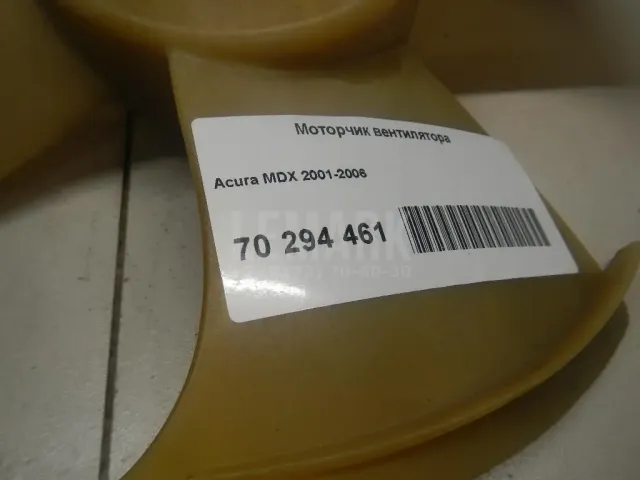 Моторчик вентилятора
Acura MDX 2001-2006
70 294 461